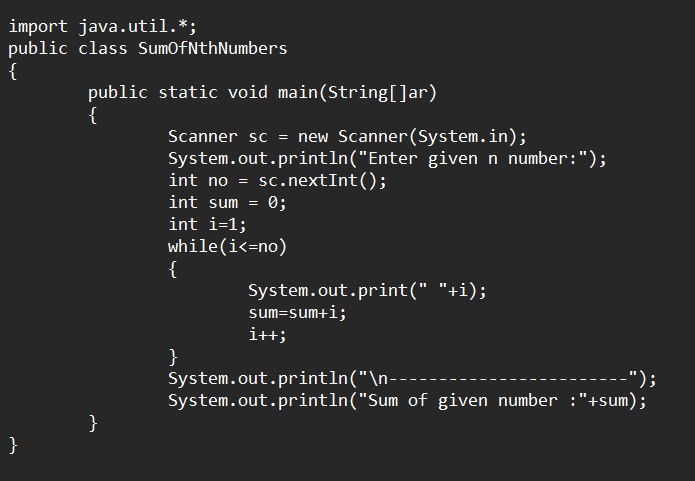 import java.util.*;
public class SumOfNthNumbers
{
public static void main(String[]ar)
{
Scanner sc = new Scanner(System.in);
System.out.println("Enter given n number:");
int no = sc.nextInt();
int sum = 0;
int i=1;
while(i<=no)
{
System.out.print(" "+i);
sum=sum+i;
i++;
}
System.out.println("\n------------------------");
System.out.println("Sum of given number :"+sum);
}
}